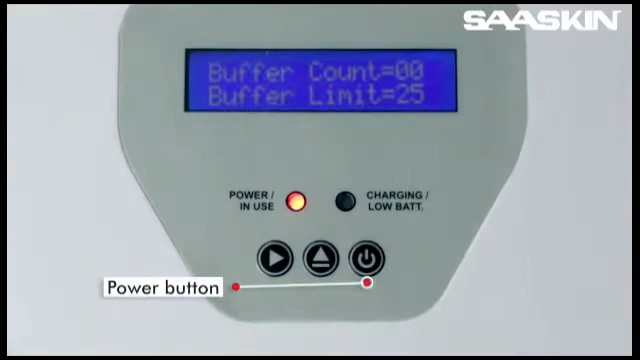 SAASKIN
Buffer Count=00
Buffer Limit=25
POWER / IN USE
CHARGING / LOW BATT.
Power button